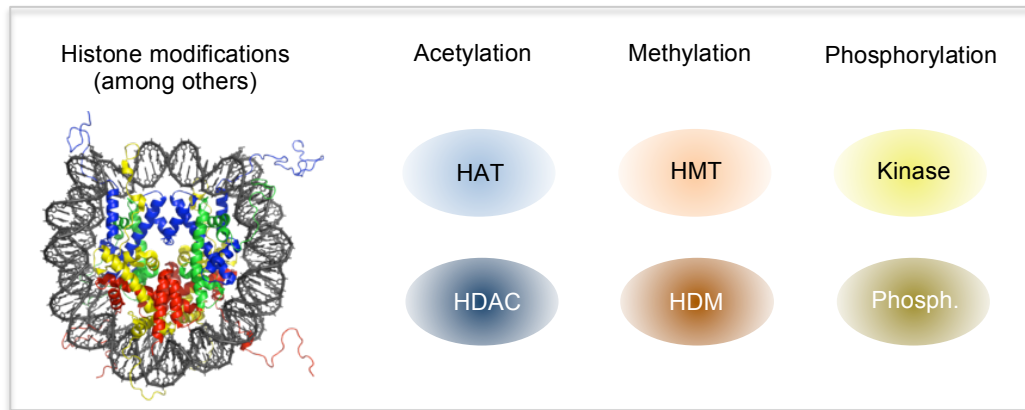 Histone modifications
(among others)
Acetylation
Methylation
Phosphorylation
HAT
HMT
Kinase
HDAC
HDM
Phosph.